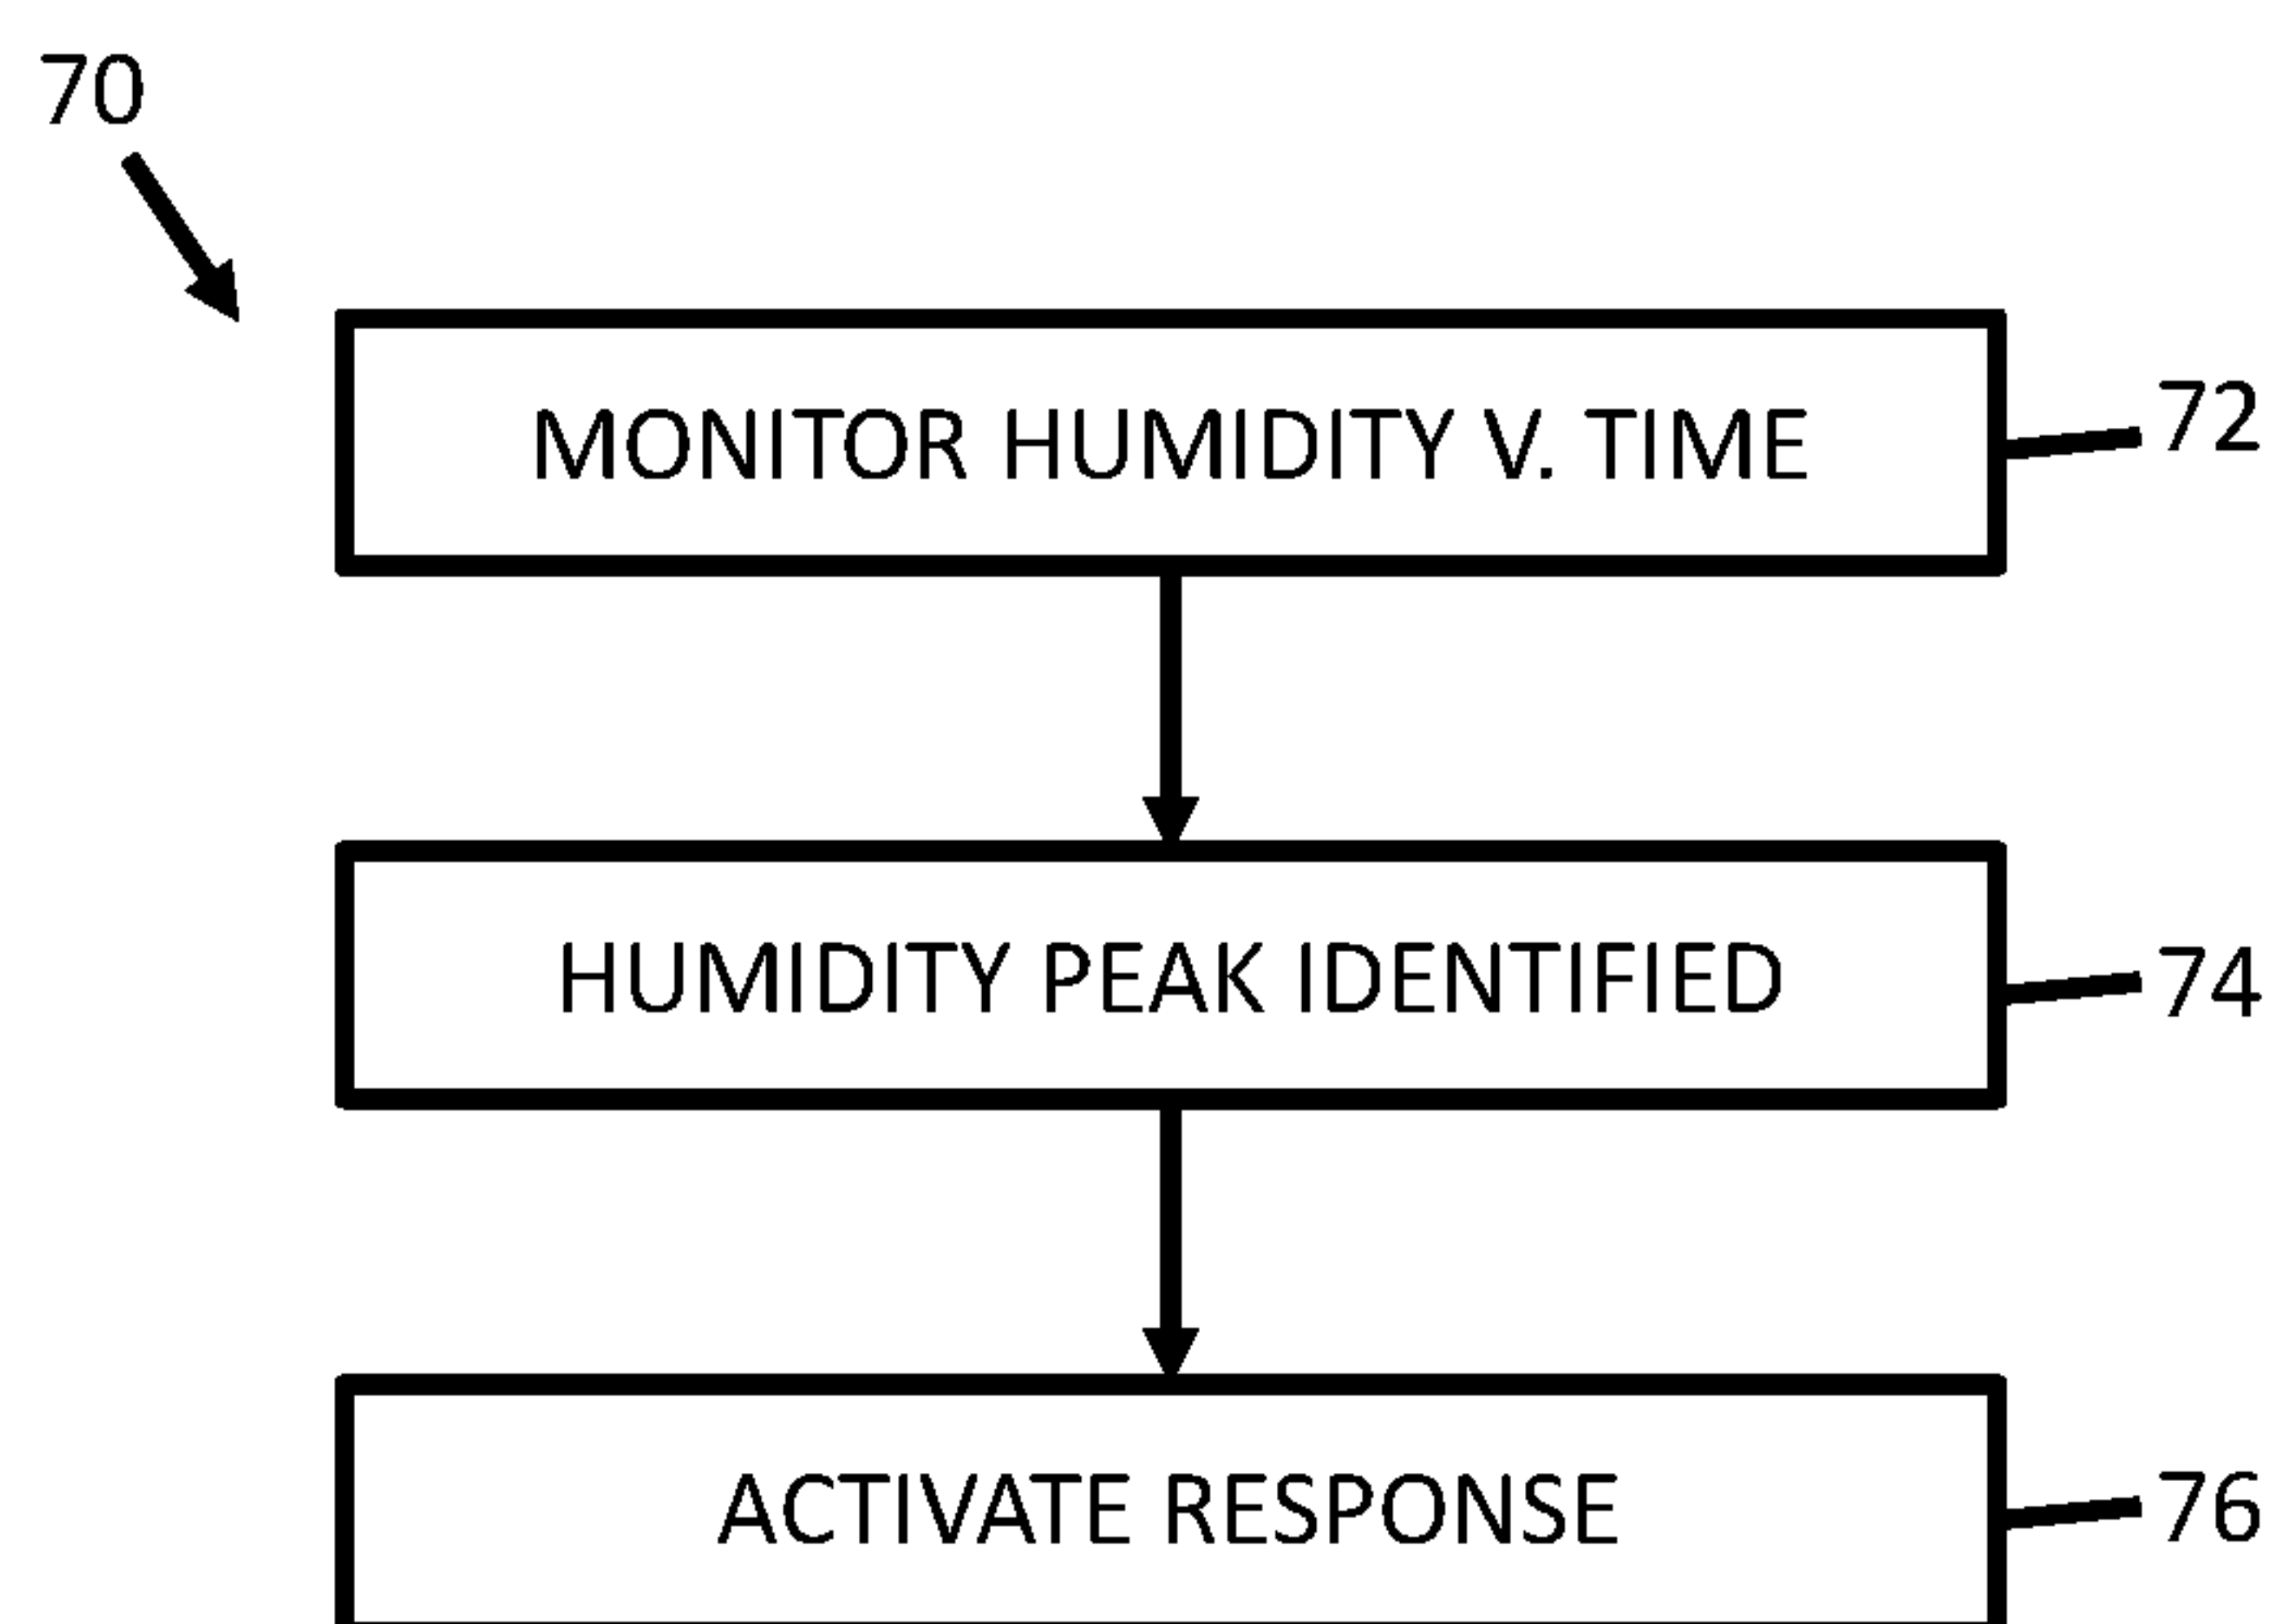 70
MONITOR HUMIDITY V. TIME
72
HUMIDITY PEAK IDENTIFIED
74
ACTIVATE RESPONSE
76